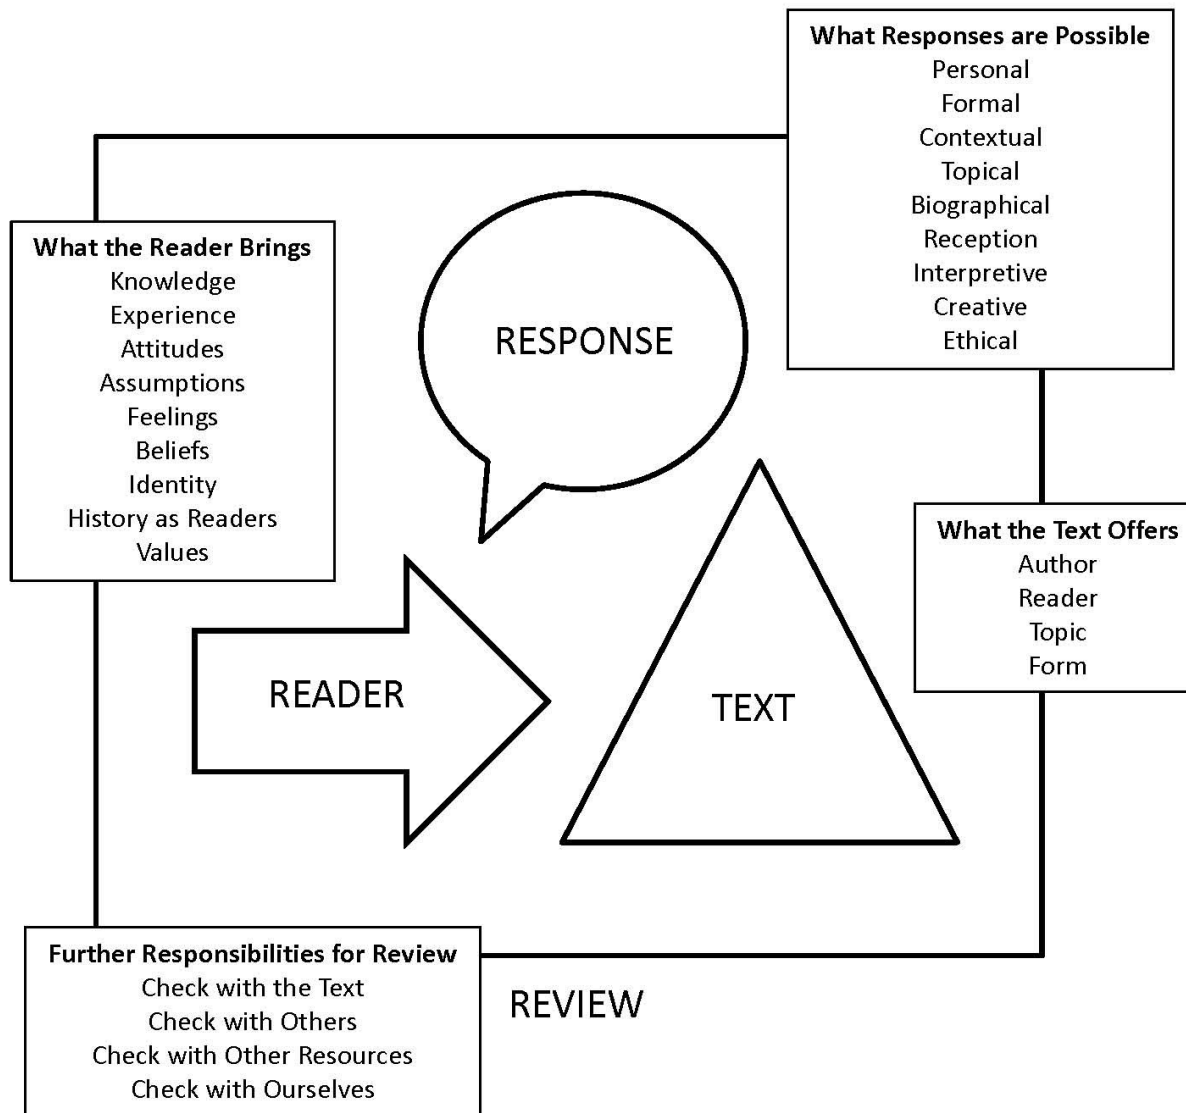 What Responses are Possible
Personal
Formal
Contextual
Topical
Biographical
Reception
Interpretive
Creative
Ethical
What the Reader Brings
Knowledge
Experience
Attitudes
Assumptions
Feelings
Beliefs
Identity
History as Readers
Values
RESPONSE
What the Text Offers
Author
Reader
Topic
Form
READER
TEXT
Further Responsibilities for Review
Check with the Text
Check with Others
Check with Other Resources
Check with Ourselves
REVIEW